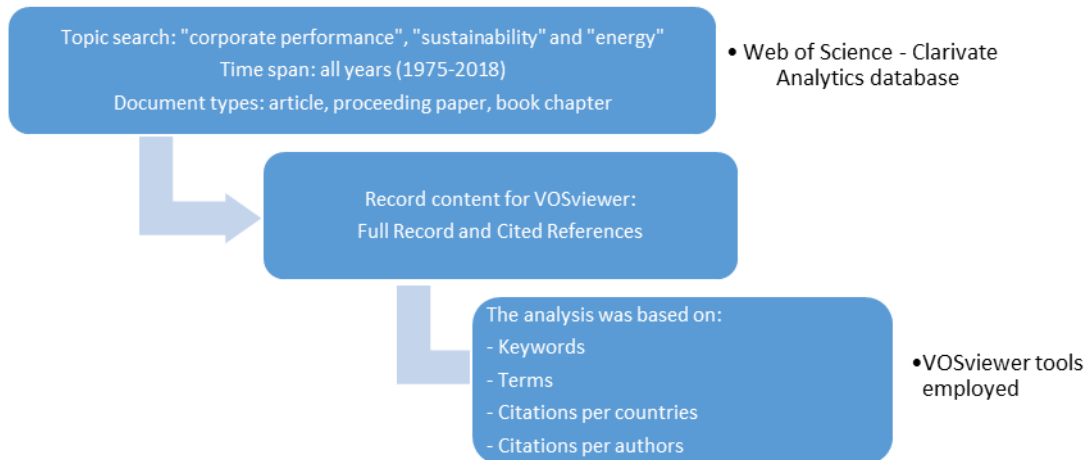 Topic search: "corporate performance", "sustainability" and "energy"
Time span: all years (1975-2018)
Document types: article, proceeding paper, book chapter
• Web of Science - Clarivate
Analytics database
Record content for VOSviewer:
Full Record and Cited References
The analysis was based on:
- Keywords
- Terms
- Citations per countries
- Citations per authors
•VOSviewer tools
employed